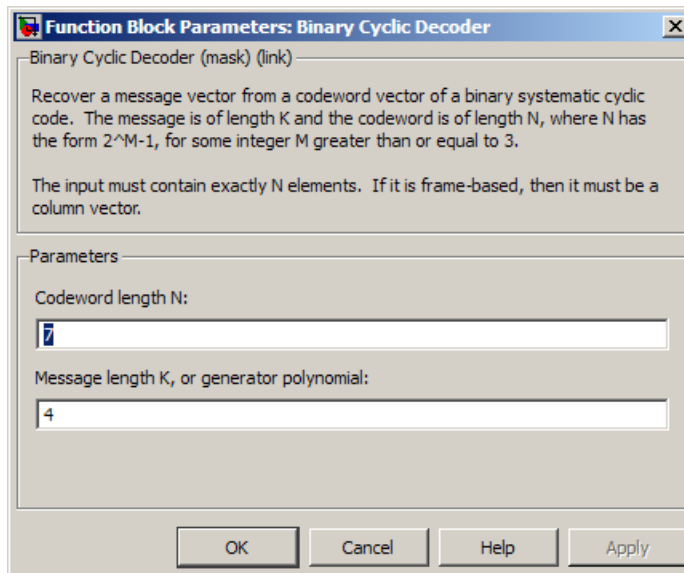 Function Block Parameters: Binary Cyclic Decoder
Binary Cyclic Decoder (mask) (link)
Recover a message vector from a codeword vector of a binary systematic cyclic
code.  The message is of length K and the codeword is of length N, where N has
the form 2^M-1, for some integer M greater than or equal to 3.
The input must contain exactly N elements.  If it is frame-based, then it must be a
column vector.
Parameters
Codeword length N:
7
Message length K, or generator polynomial:
4
OK Cancel Help Apply